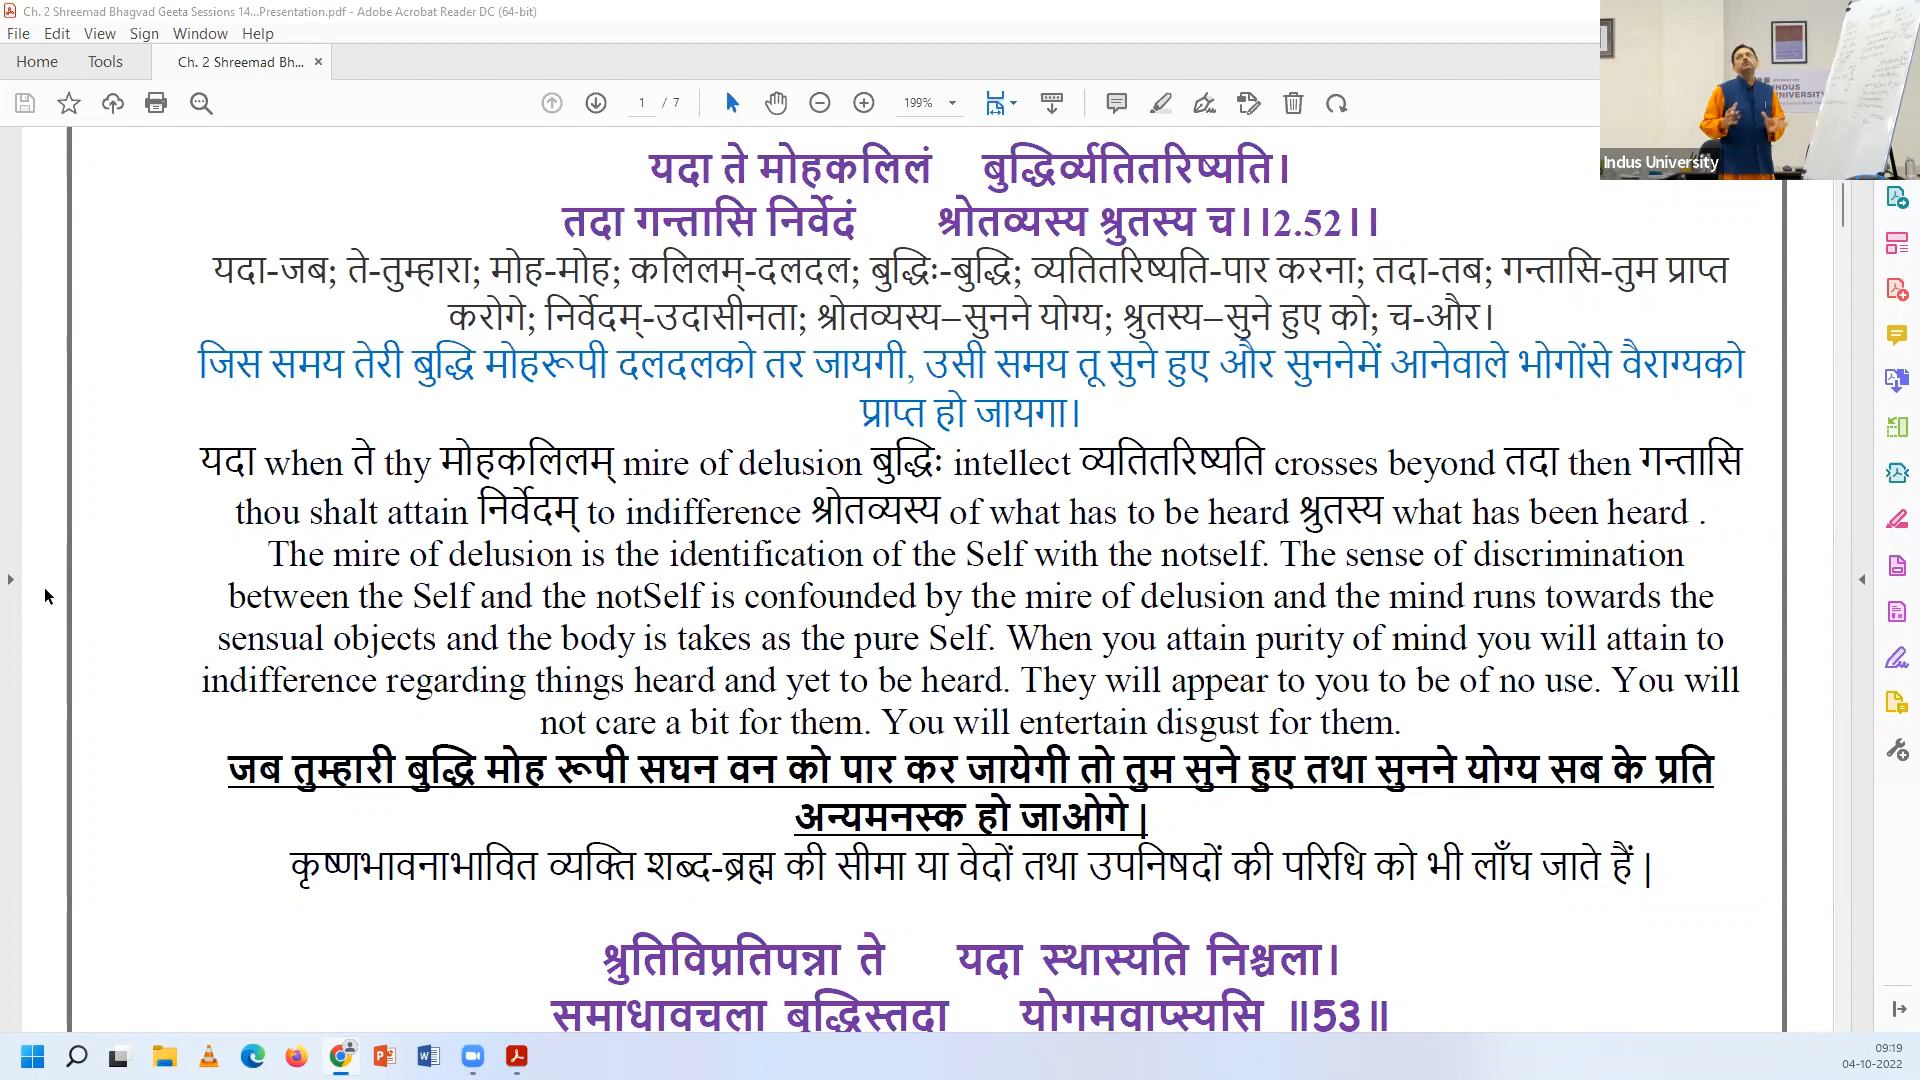 Ch. 2 Shreemad Bhagvad Geeta Sessions 14...Presentation.pdf - Adobe Acrobat Reader DC (64-bit)
File Edit View Sign Window Help
Home Tools Ch. 2 Shreemad Bh... ×
1 / 7 199%
INDUS
UNIVERSITY
Indus University
यदा ते मोहकलिलं बुद्धिर्व्यतितरिष्यति।
तदा गन्तासि निर्वेदं श्रोतव्यस्य श्रुतस्य च।।2.52।।
यदा-जब; ते-तुम्हारा; मोह-मोह; कलिलम्-दलदल; बुद्धिः-बुद्धि; व्यतितरिष्यति-पार करना; तदा-तब; गन्तासि-तुम प्राप्त
करोगे; निर्वेदम्-उदासीनता; श्रोतव्यस्य–सुनने योग्य; श्रुतस्य–सुने हुए को; च-और।
जिस समय तेरी बुद्धि मोहरूपी दलदलको तर जायगी, उसी समय तू सुने हुए और सुननेमें आनेवाले भोगोंसे वैराग्यको
प्राप्त हो जायगा।
यदा when ते thy मोहकलिलम् mire of delusion बुद्धिः intellect व्यतितरिष्यति crosses beyond तदा then गन्तासि
thou shalt attain निर्वेदम् to indifference श्रोतव्यस्य of what has to be heard श्रुतस्य what has been heard .
The mire of delusion is the identification of the Self with the notself. The sense of discrimination
between the Self and the notSelf is confounded by the mire of delusion and the mind runs towards the
sensual objects and the body is takes as the pure Self. When you attain purity of mind you will attain to
indifference regarding things heard and yet to be heard. They will appear to you to be of no use. You will
not care a bit for them. You will entertain disgust for them.
जब तुम्हारी बुद्धि मोह रूपी सघन वन को पार कर जायेगी तो तुम सुने हुए तथा सुनने योग्य सब के प्रति
अन्यमनस्क हो जाओगे |
कृष्णभावनाभावित व्यक्ति शब्द-ब्रह्म की सीमा या वेदों तथा उपनिषदों की परिधि को भी लाँघ जाते हैं |
श्रुतिविप्रतिपन्ना ते यदा स्थास्यति निश्चला।
समाधावचला बुद्धिस्तदा योगमवाप्स्यसि ॥53॥
09:19
04-10-2022